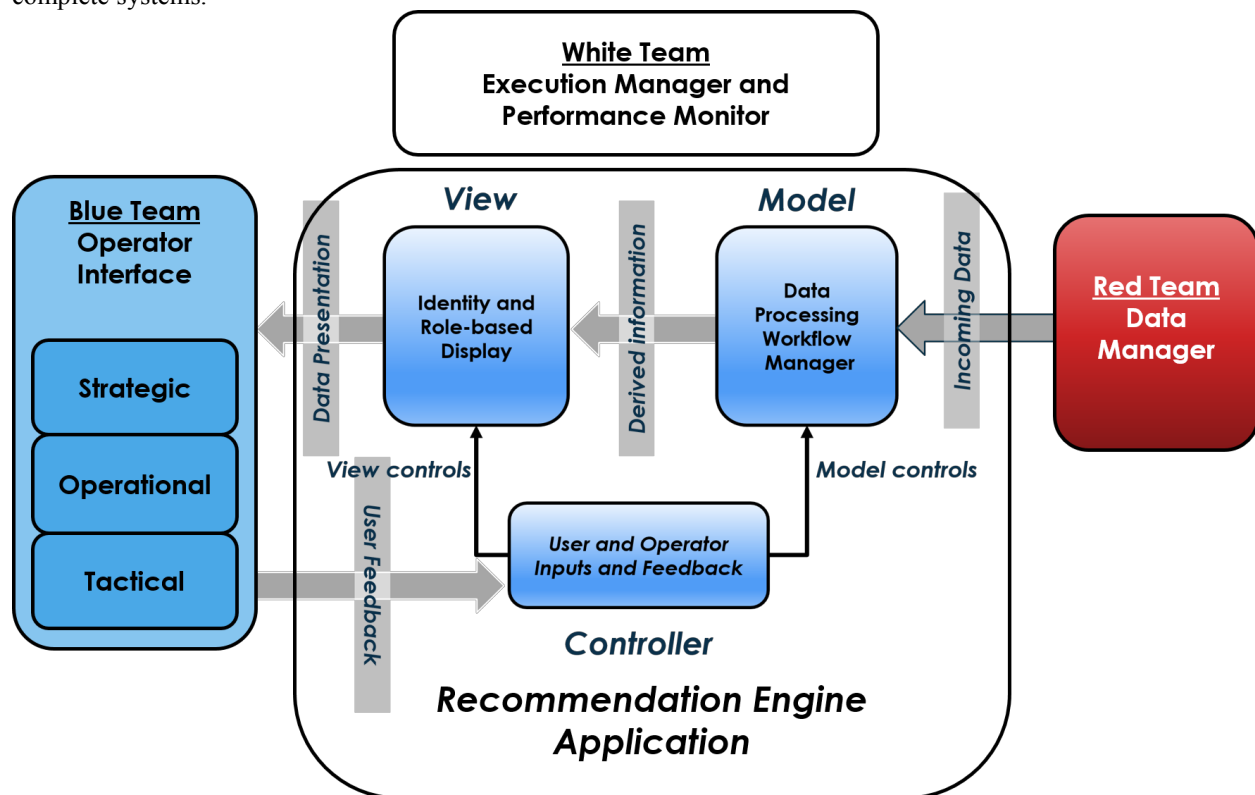 complete systems.
White Team
Execution Manager and
Performance Monitor
Blue Team
Operator
Interface
Strategic
Operational
Tactical
View
Model
Data Presentation
Identity and
Role-based
Display
Derived information
Data
Processing
Workflow
Manager
Incoming Data
Red Team
Data
Manager
View controls
Model controls
User Feedback
User and Operator
Inputs and Feedback
Controller
Recommendation Engine
Application